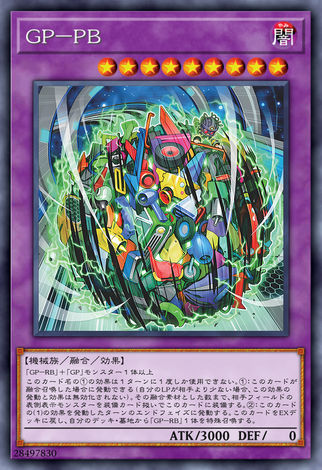 GP－PB
闇
やみ
【機械族／融合／効果】
「GP－RB」＋「GP」モンスター１体以上
このカード名の①の効果は１ターンに１度しか使用できない。①：このカードが
融合召喚した場合に発動できる（自分のLPが相手より少ない場合、この効果の
発動と効果は無効化されない）。その融合素材とした数まで、相手フィールドの
表側表示モンスターを装備カード扱いでこのカードに装備する。②：このカード
の(1)の効果を発動したターンのエンドフェイズに発動する。このカードをEXデッ
キに戻し、自分のデッキ・墓地から「GP－RB」１体を特殊召喚する。
ATK/3000 DEF/ 0
28497830